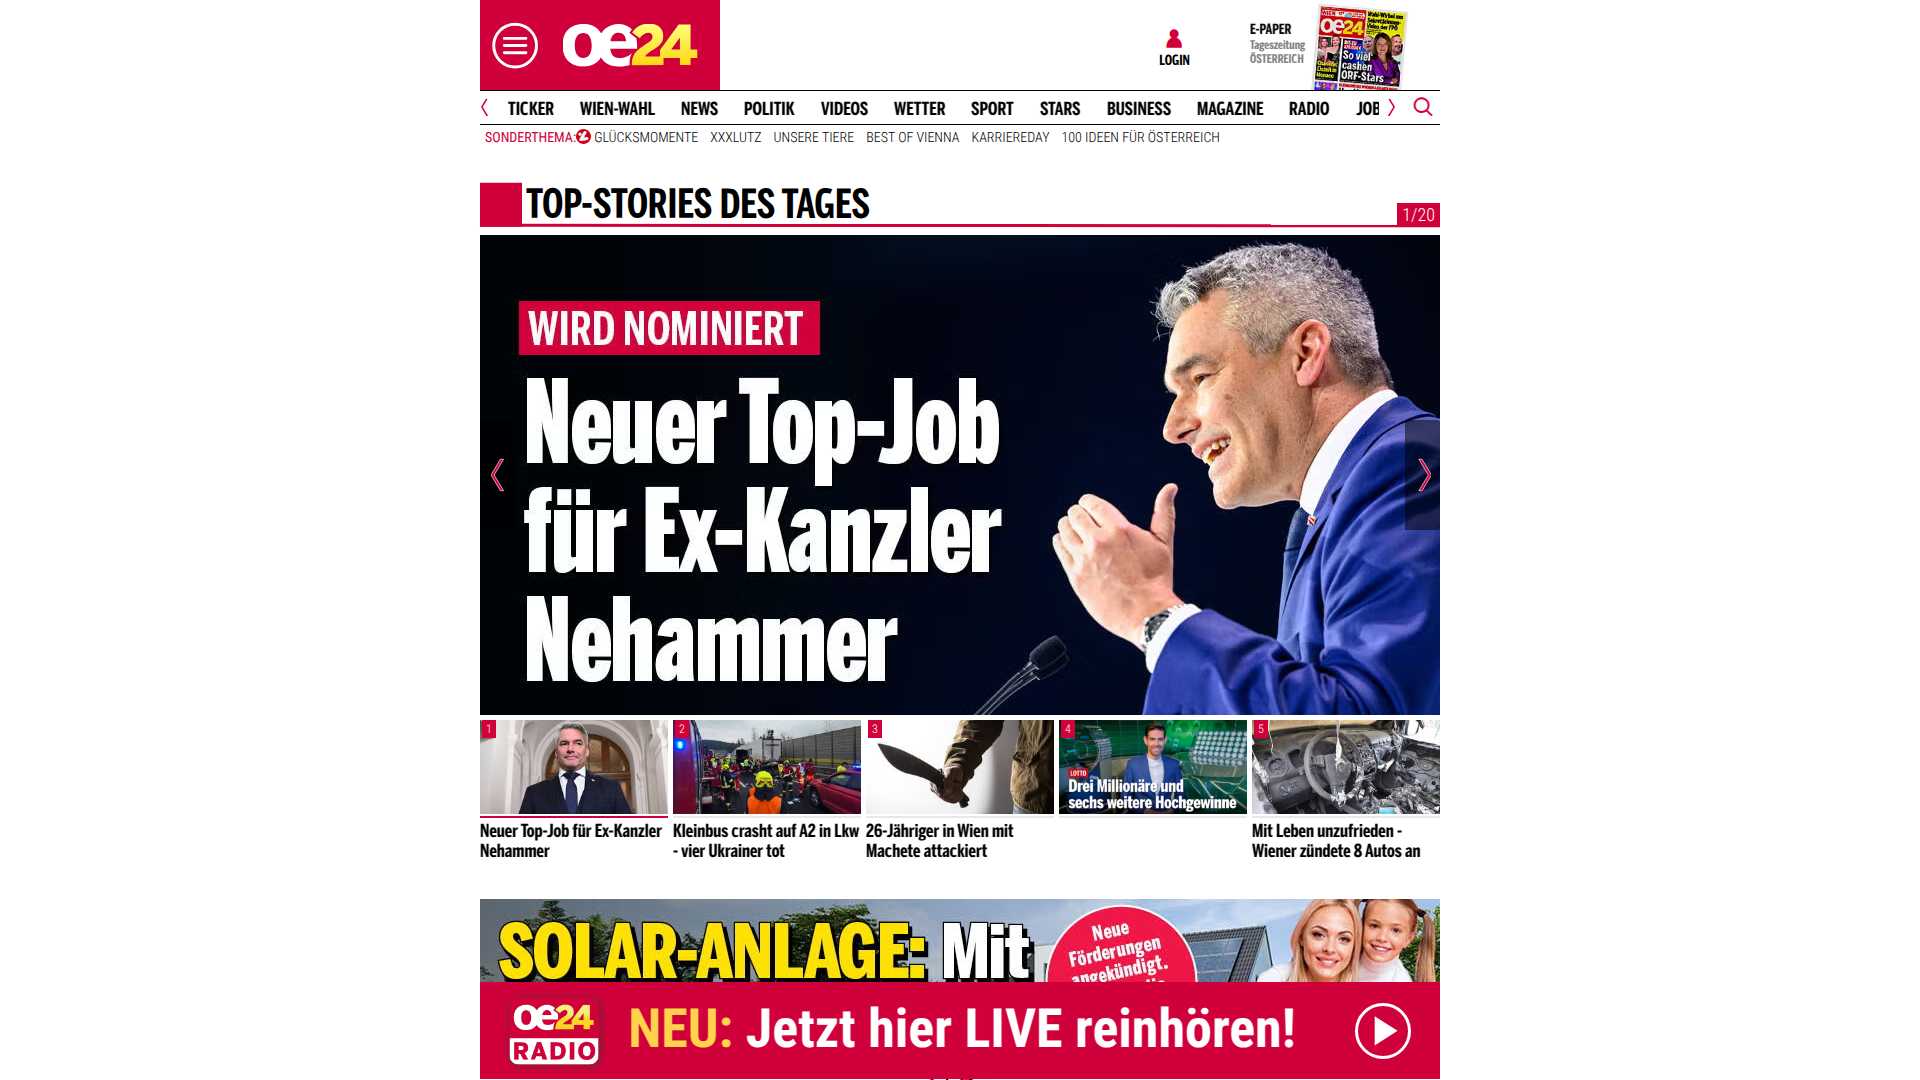 oe24
LOGIN
E-PAPER
Tageszeitung
ÖSTERREICH
WIEN
oe24
So viel
cashen
ORF-Stars
TICKER WIEN-WAHL NEWS POLITIK VIDEOS WETTER SPORT STARS BUSINESS MAGAZINE RADIO JOB
SONDERTHEMA: GLÜCKSMOMENTE XXXLUTZ UNSERE TIERE BEST OF VIENNA KARRIEREDAY 100 IDEEN FÜR ÖSTERREICH
TOP-STORIES DES TAGES
1/20
WIRD NOMINIERT
Neuer Top-Job
für Ex-Kanzler
Nehammer
1
2
3
4
5
LOTTO
Drei Millionäre und
sechs weitere Hochgewinne
Neuer Top-Job für Ex-Kanzler
Nehammer
Kleinbus crasht auf A2 in Lkw
- vier Ukrainer tot
26-Jähriger in Wien mit
Machete attackiert
Mit Leben unzufrieden -
Wiener zündete 8 Autos an
SOLAR-ANLAGE: Mit
Neue
Förderungen
angekündigt.
oe24
RADIO
NEU: Jetzt hier LIVE reinhören!